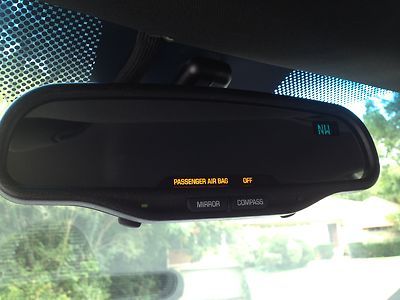 NW
PASSENGER AIR BAG OFF
MIRROR COMPASS